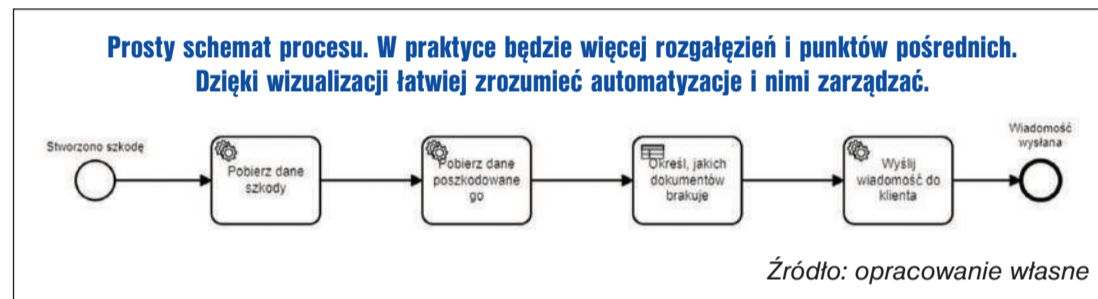 Prosty schemat procesu. W praktyce będzie więcej rozgałęzień i punktów pośrednich.
Dzięki wizualizacji łatwiej zrozumieć automatyzacje i nimi zarządzać.
Stworzono szkodę
Pobierz dane
szkody
Pobierz dane
poszkodowane
go
Określ, jakich
dokumentów
brakuje
Wyślij
wiadomość do
klienta
Wiadomość
wysłana
Źródło: opracowanie własne